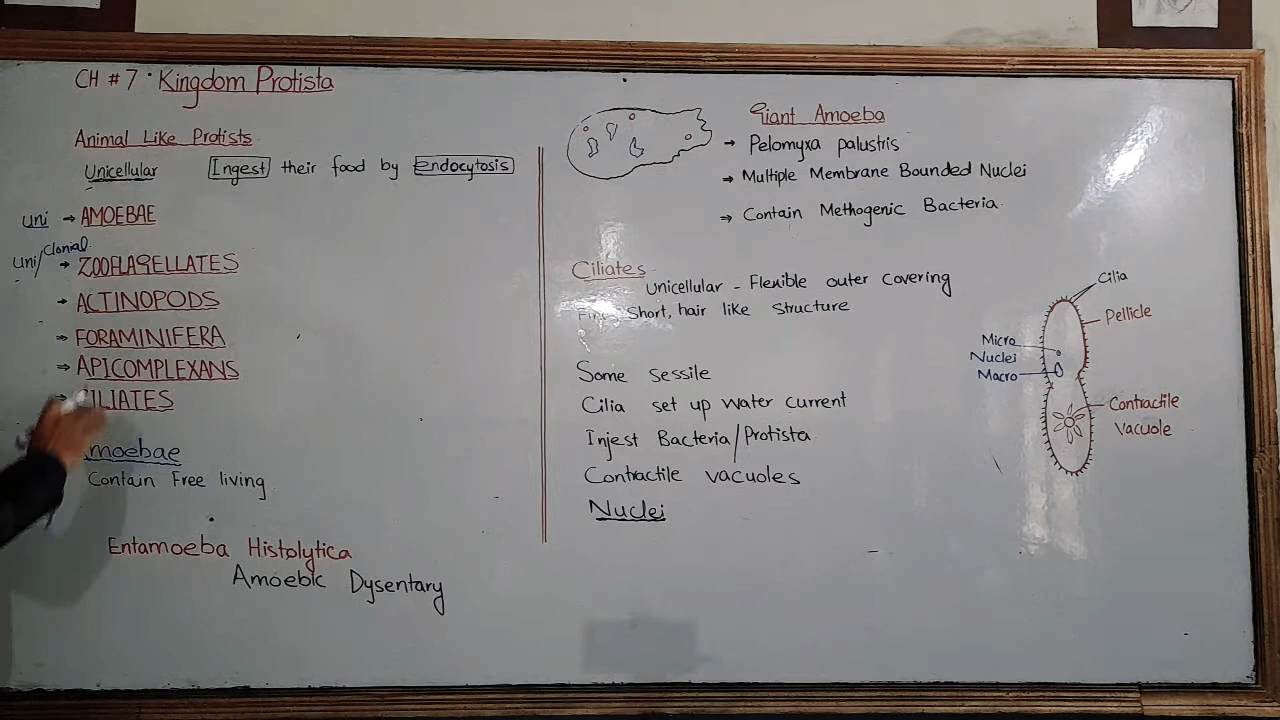 CH # 7 · Kingdom Protista
Animal Like Protists
Unicellular Ingest their food by endocytosis
uni → AMOEBAE
uni/Clonial → ZOOFLAGELLATES
→ ACTINOPODS
→ FORAMINIFERA
→ APICOMPLEXANS
→ CILIATES
moebae
Contain Free living
Entamoeba Histolytica
Amoebic Dysentary
Giant Amoeba
→ Pelomyxa palustris
→ Multiple Membrane Bounded Nuclei
→ Contain Methogenic Bacteria
Ciliates
Unicellular - Flexible outer Covering
Short, hair like Structure
Some sessile
Cilia set up water current
Injest Bacteria/Protista
Contractile vacuoles
Nuclei
Cilia
Pellicle
Micro
Nuclei
Macro
Contractile
Vacuole